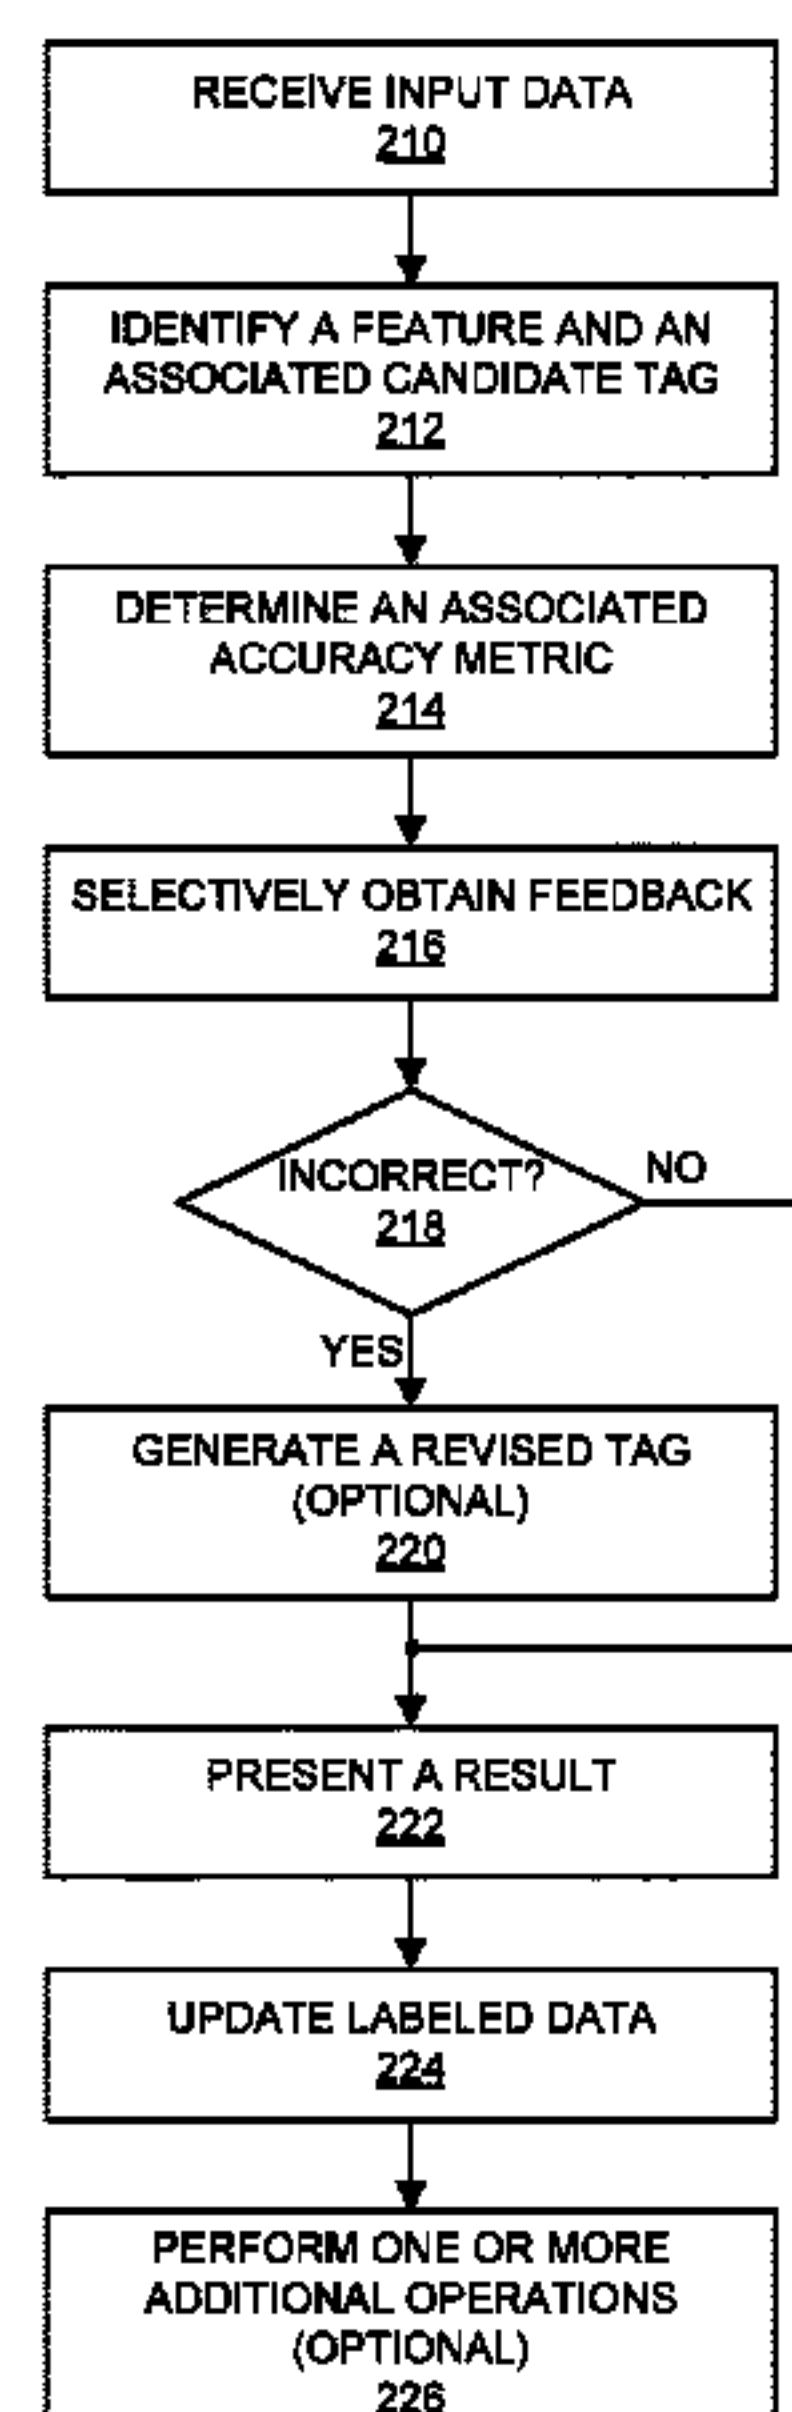 RECEIVE INPUT DATA
210
IDENTIFY A FEATURE AND AN
ASSOCIATED CANDIDATE TAG
212
DETERMINE AN ASSOCIATED
ACCURACY METRIC
214
SELECTIVELY OBTAIN FEEDBACK
216
INCORRECT?
218
NO
YES
GENERATE A REVISED TAG
(OPTIONAL)
220
PRESENT A RESULT
222
UPDATE LABELED DATA
224
PERFORM ONE OR MORE
ADDITIONAL OPERATIONS
(OPTIONAL)
226